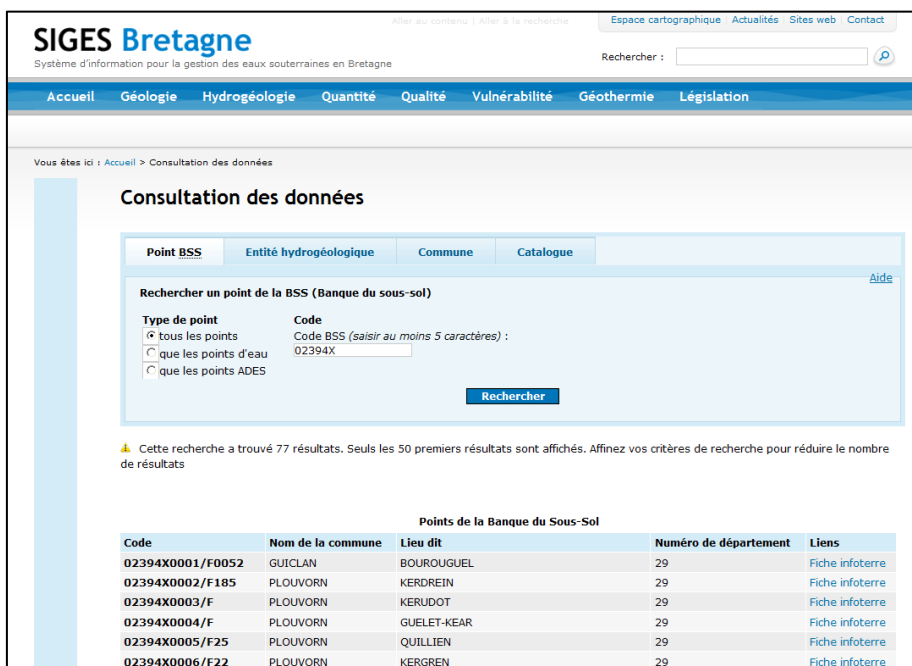 Aller au contenu | Aller à la recherche
Espace cartographique | Actualités | Sites web | Contact
SIGES Bretagne
Système d'information pour la gestion des eaux souterraines en Bretagne
Rechercher :
Accueil Géologie Hydrogéologie Quantité Qualité Vulnérabilité Géothermie Législation
Vous êtes ici : Accueil > Consultation des données
Consultation des données
Point BSS Entité hydrogéologique Commune Catalogue
Aide
Rechercher un point de la BSS (Banque du sous-sol)
Type de point Code
tous les points Code BSS (saisir au moins 5 caractères) :
que les points d'eau 02394X
que les points ADES
Rechercher
Cette recherche a trouvé 77 résultats. Seuls les 50 premiers résultats sont affichés. Affinez vos critères de recherche pour réduire le nombre
de résultats
Points de la Banque du Sous-Sol
Code Nom de la commune Lieu dit Numéro de département Liens
02394X0001/F0052 GUICLAN BOUROUGUEL 29 Fiche infoterre
02394X0002/F185 PLOUVORN KERDREIN 29 Fiche infoterre
02394X0003/F PLOUVORN KERUDOT 29 Fiche infoterre
02394X0004/F PLOUVORN GUELET-KEAR 29 Fiche infoterre
02394X0005/F25 PLOUVORN QUILLIEN 29 Fiche infoterre
02394X0006/F22 PLOUVORN KERGREN 29 Fiche infoterre